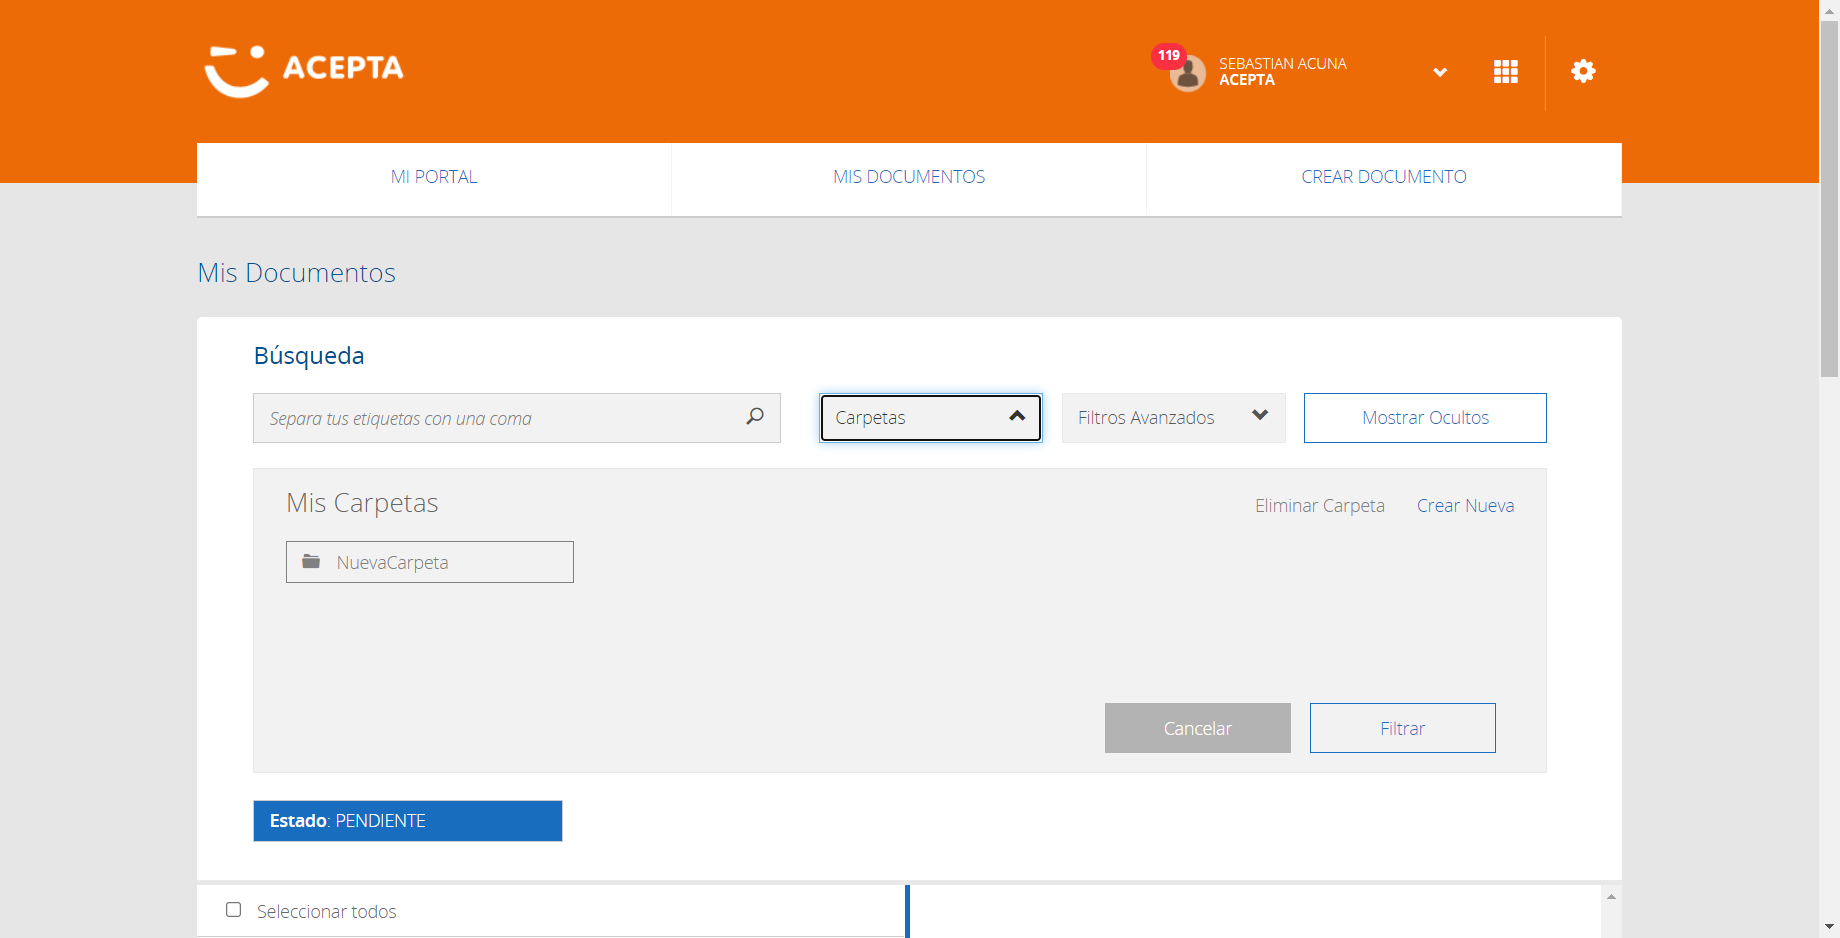 ACEPTA
119
SEBASTIAN ACUNA
ACEPTA
MI PORTAL
MIS DOCUMENTOS
CREAR DOCUMENTO
Mis Documentos
Búsqueda
Separa tus etiquetas con una coma
Carpetas
Filtros Avanzados
Mostrar Ocultos
Mis Carpetas
Eliminar Carpeta
Crear Nueva
NuevaCarpeta
Cancelar
Filtrar
Estado: PENDIENTE
Seleccionar todos